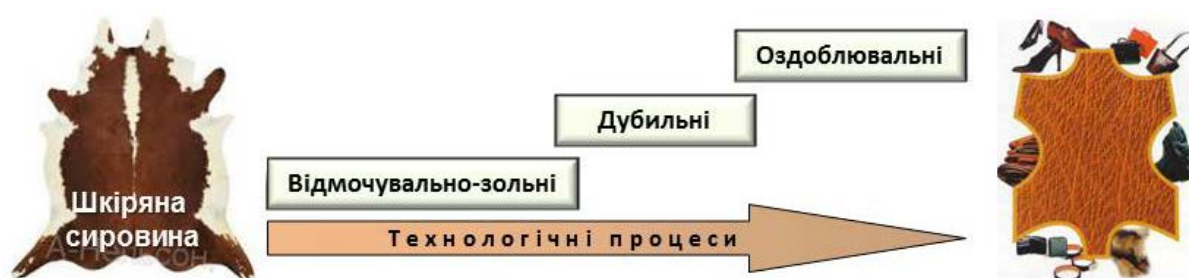 Оздоблювальні
Дубильні
Відмочувально-зольні
Шкіряна
сировина
Технологічні процеси